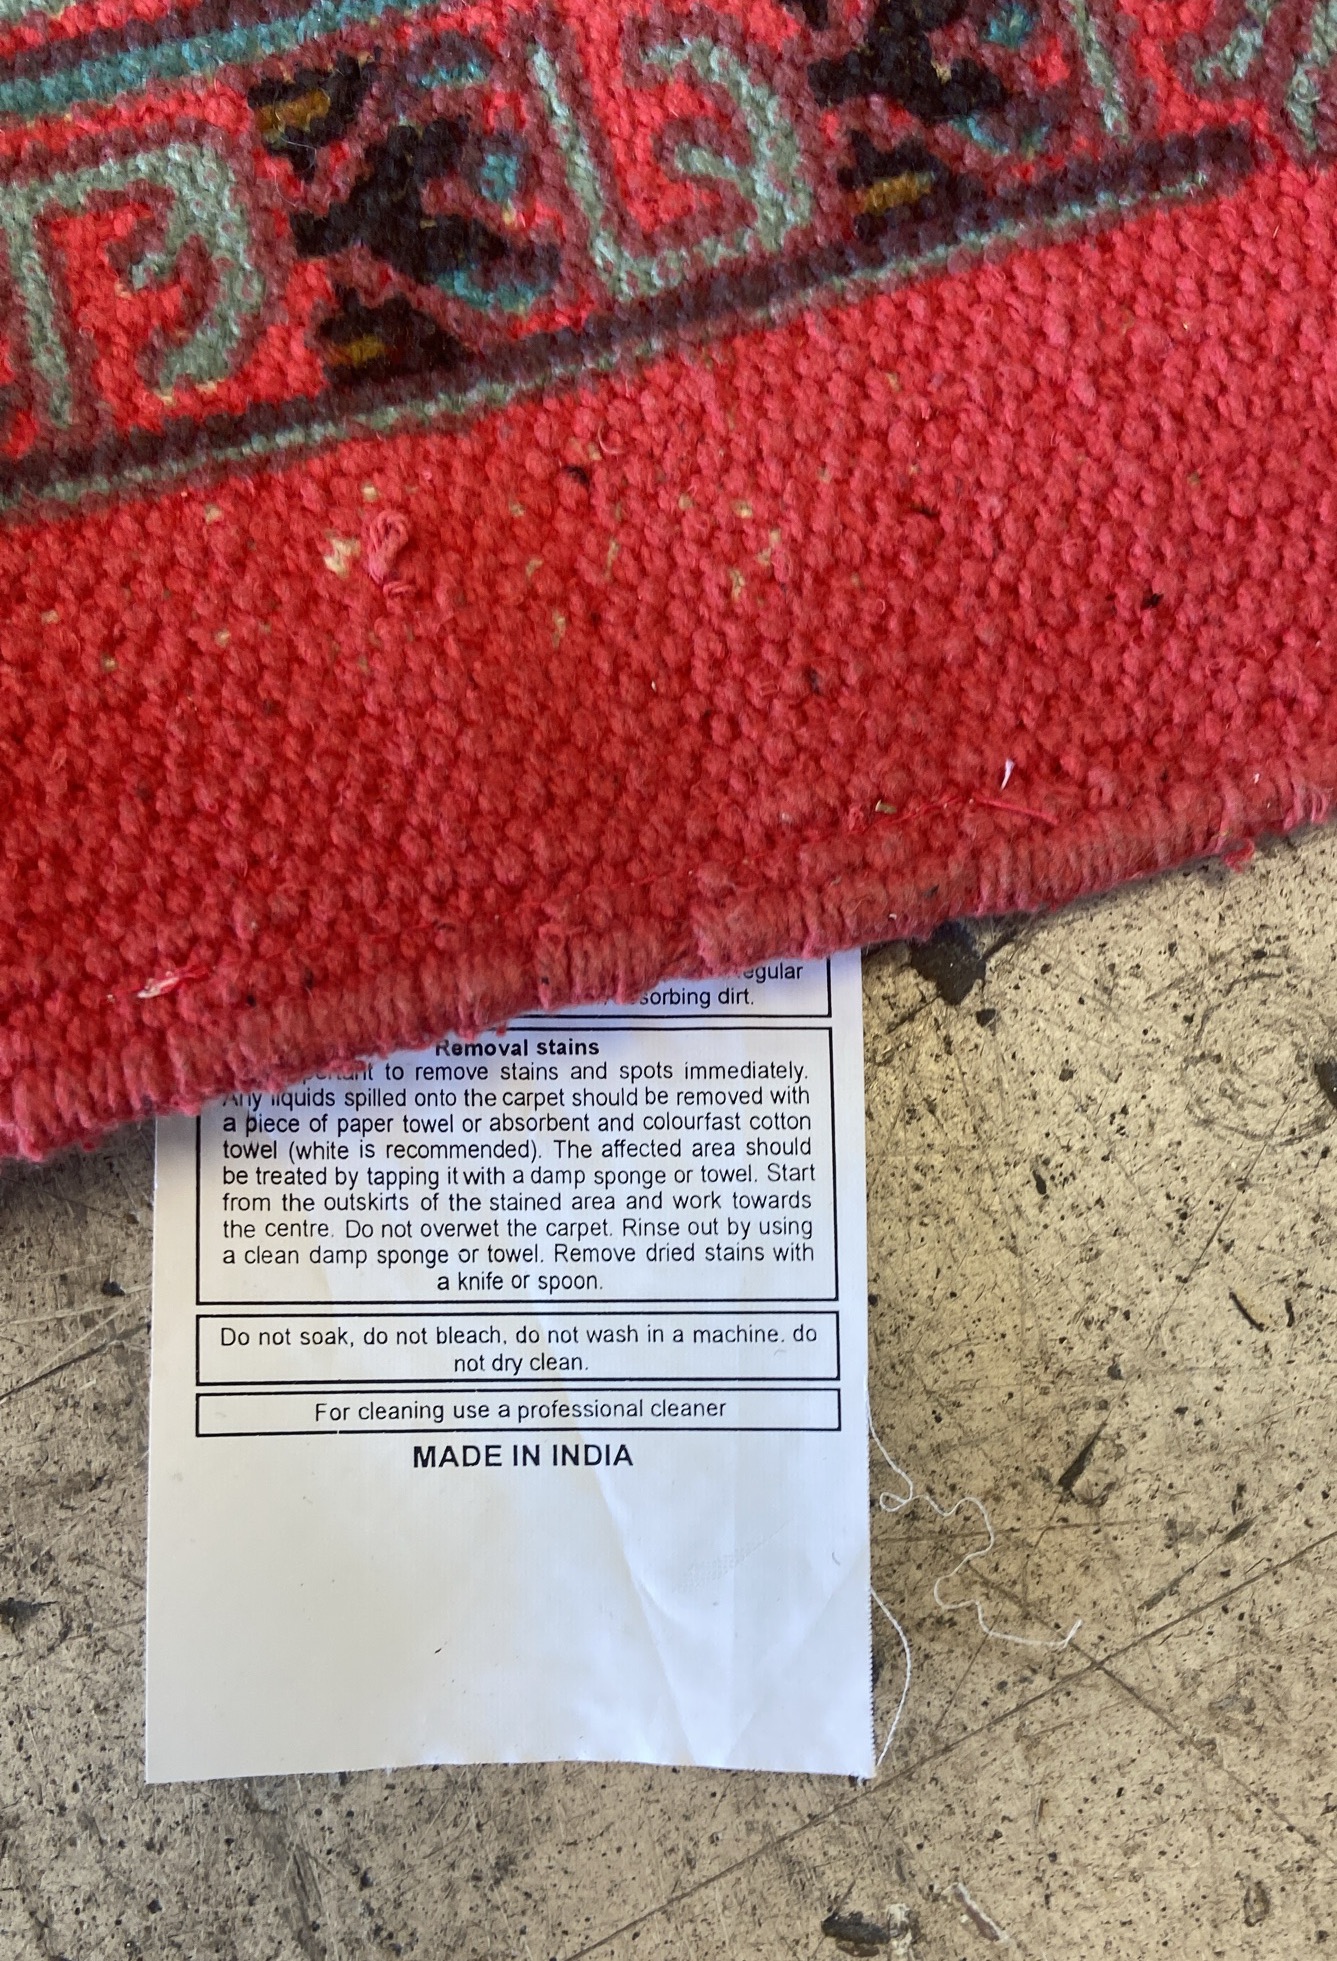 egular
sorbing dirt.
Removal stains
to remove stains and spots immediately.
Any liquids spilled onto the carpet should be removed with
a piece of paper towel or absorbent and colourfast cotton
towel (white is recommended). The affected area should
be treated by tapping it with a damp sponge or towel. Start
from the outskirts of the stained area and work towards
the centre. Do not overwet the carpet. Rinse out by using
a clean damp sponge or towel. Remove dried stains with
a knife or spoon.
Do not soak, do not bleach, do not wash in a machine. do
not dry clean.
For cleaning use a professional cleaner
MADE IN INDIA